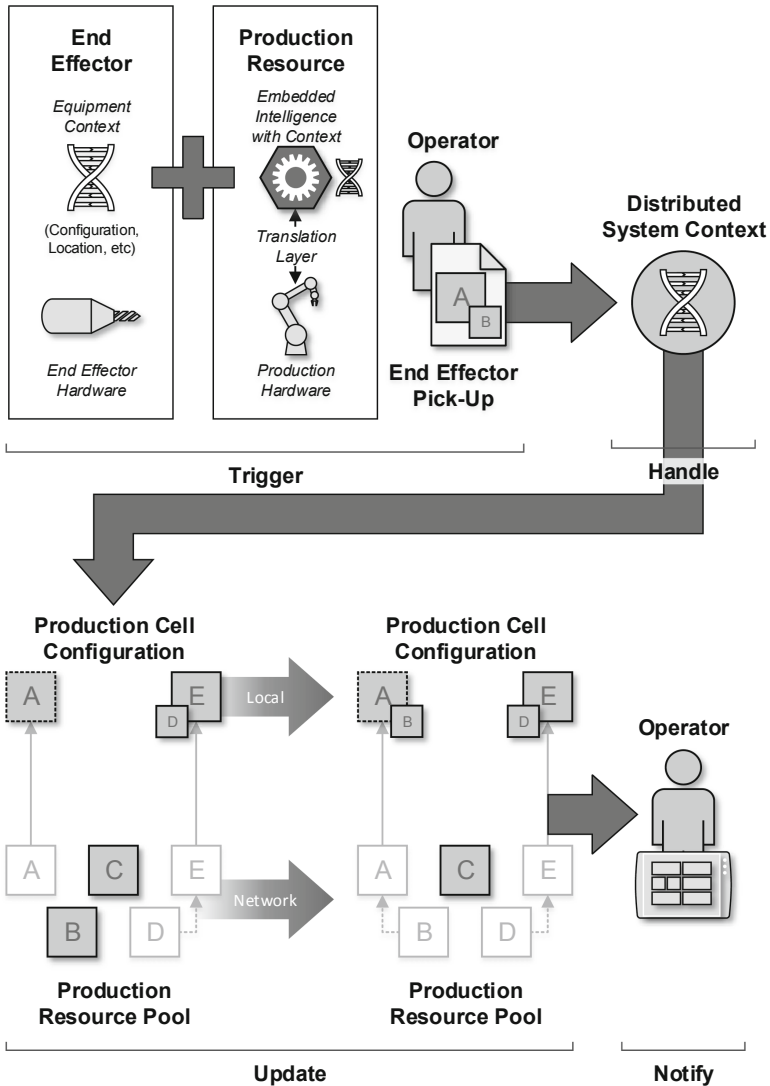 End
Effector
Equipment
Context
(Configuration,
Location, etc)
End Effector
Hardware
Production
Resource
Embedded
Intelligence
with Context
Translation
Layer
Production
Hardware
Operator
A
B
End Effector
Pick-Up
Distributed
System Context
Trigger
Handle
Production Cell
Configuration
A
E
D
Local
A
E
C
B
D
Network
Production
Resource Pool
Production Cell
Configuration
A
B
E
D
A
E
C
B
D
Production
Resource Pool
Operator
Update
Notify